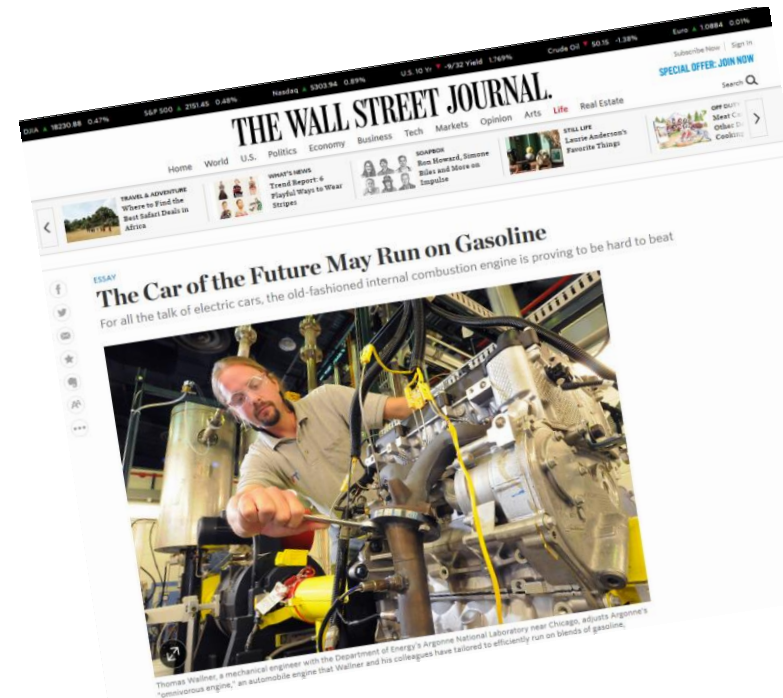 DJIA ▲ 18230.88 0.47% S&P 500 ▲ 2151.45 0.48% Nasdaq ▲ 5303.94 0.89% U.S. 10 Yr ▼ -9/32 Yield 1.769% Crude Oil ▼ 50.15 -1.38% Euro ▲ 1.0884 0.01%
Subscribe Now | Sign In
SPECIAL OFFER: JOIN NOW
THE WALL STREET JOURNAL.
Search
Home World U.S. Politics Economy Business Tech Markets Opinion Arts Life Real Estate
TRAVEL & ADVENTURE
Where to Find the
Best Safari Deals in
Africa
WHAT'S NEWS
Trend Report: 6
Playful Ways to Wear
Stripes
SOAPBOX
Ron Howard, Simone
Biles and More on
Impulse
STILL LIFE
Laurie Anderson's
Favorite Things
OFF DUTY
Meat
Other
Cooking
ESSAY
The Car of the Future May Run on Gasoline
For all the talk of electric cars, the old-fashioned internal combustion engine is proving to be hard to beat
Thomas Wallner, a mechanical engineer with the Department of Energy's Argonne National Laboratory near Chicago, adjusts Argonne's
"omnivorous engine," an automobile engine that Wallner and his colleagues have tailored to efficiently run on blends of gasoline,